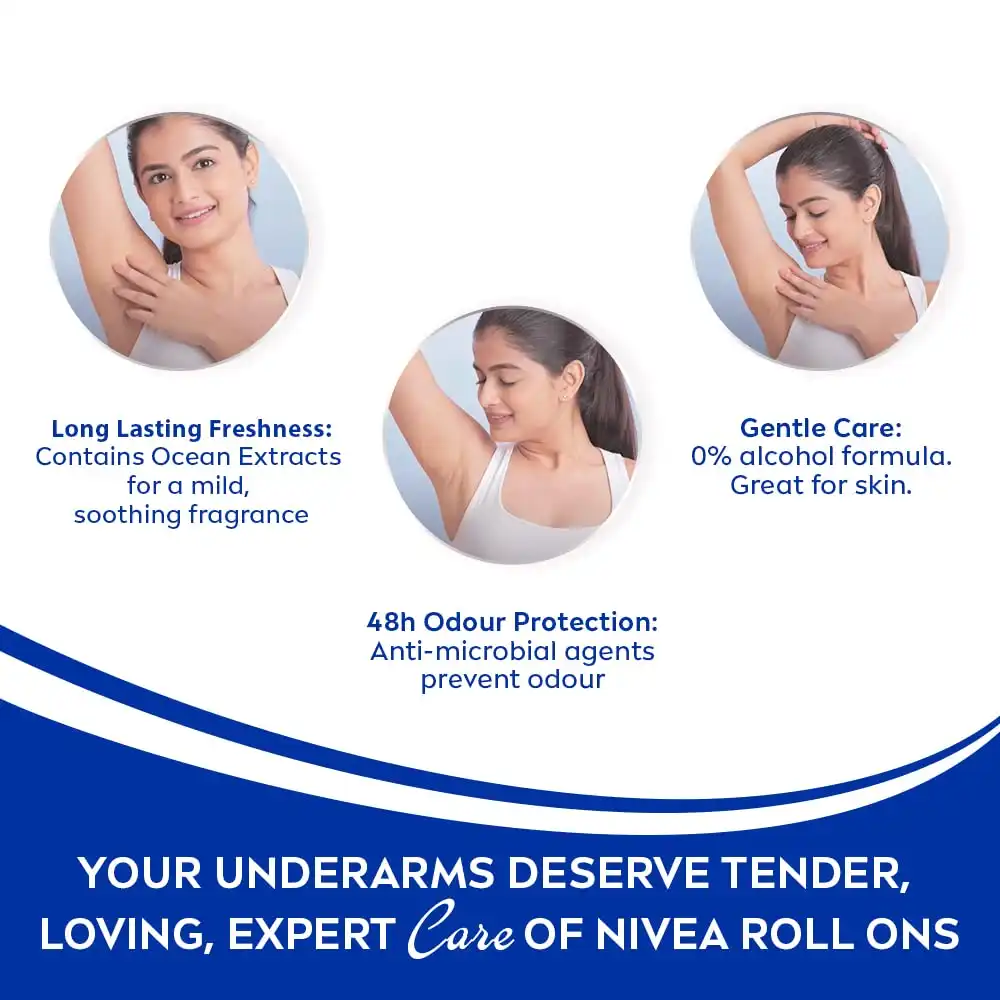 Long Lasting Freshness:
Contains Ocean Extracts
for a mild,
soothing fragrance
48h Odour Protection:
Anti-microbial agents
prevent odour
Gentle Care:
0% alcohol formula.
Great for skin.
YOUR UNDERARMS DESERVE TENDER,
LOVING, EXPERT Care OF NIVEA ROLL ONS